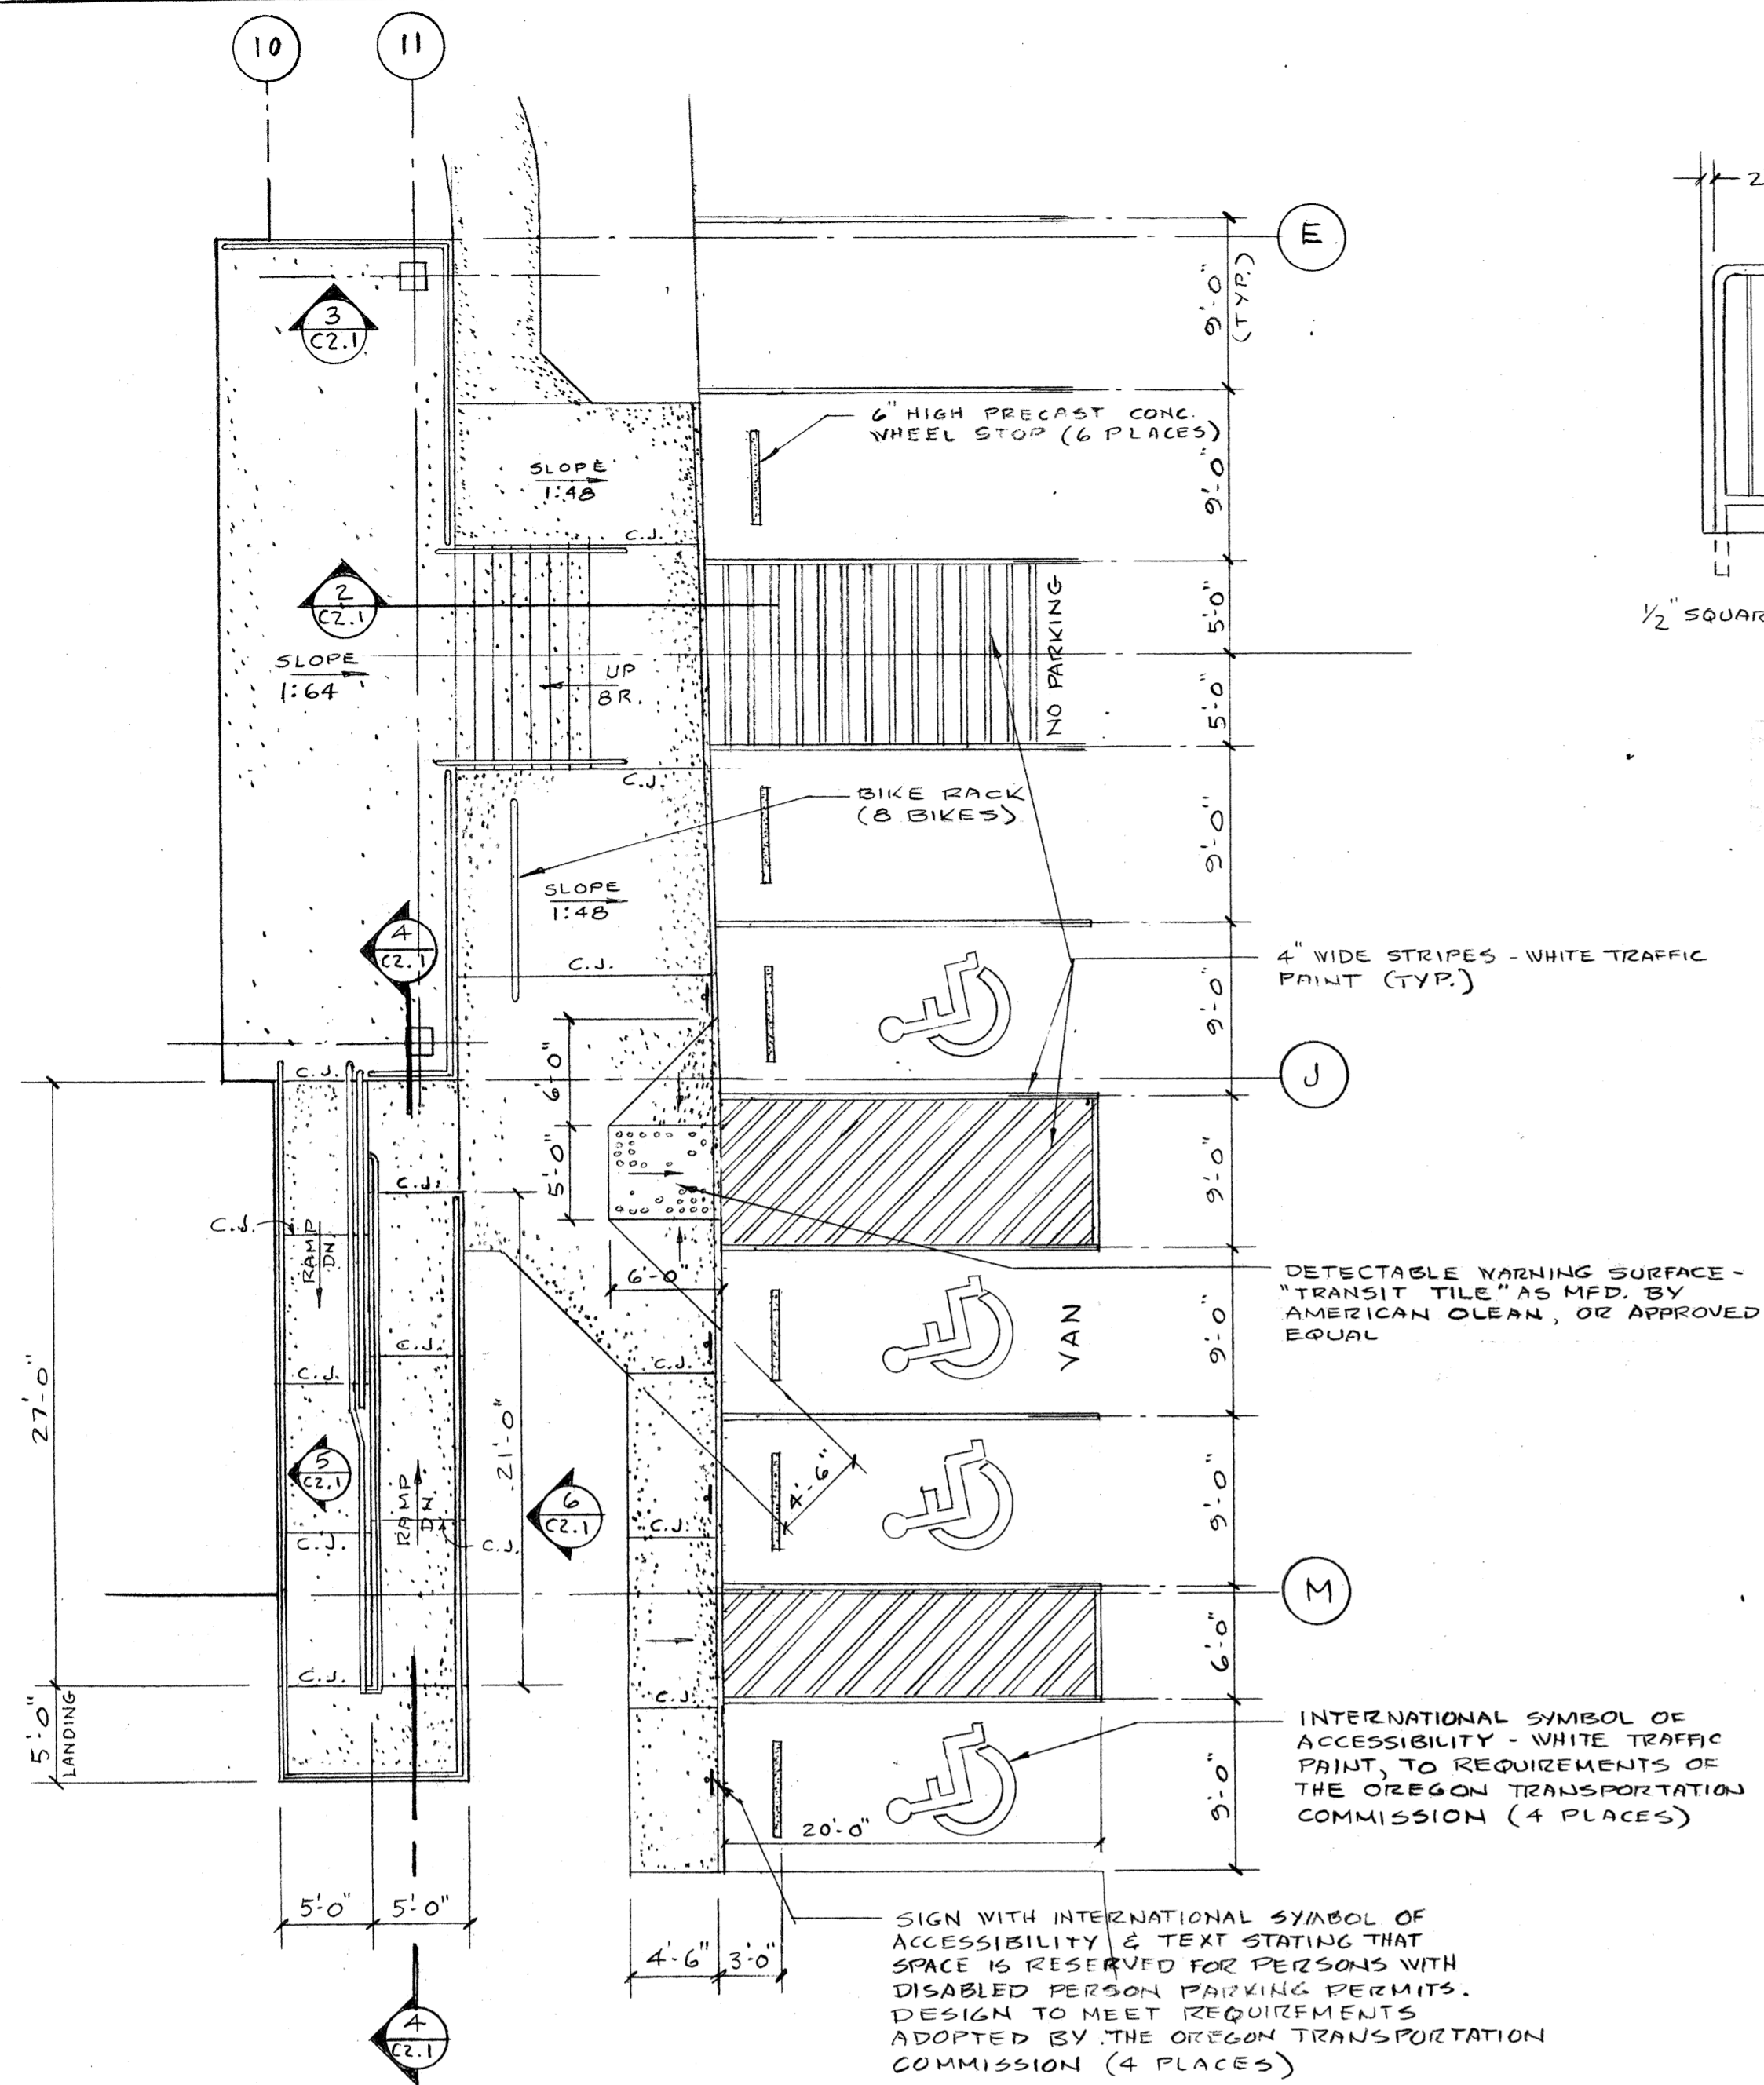 10
11
2
E
9'-0"
(TYP.)
3
C2.1
6" HIGH PRECAST CONC.
WHEEL STOP (6 PLACES)
9'-0"
SLOPE
1:48
C.J.
2
C2.1
1/2" SQUAR
5'-0"
NO PARKING
SLOPE
1:64
UP
8R.
5'-0"
C.J.
BIKE RACK
(8 BIKES)
9'-0"
SLOPE
1:48
4
C2.1
C.J.
4" WIDE STRIPES - WHITE TRAFFIC
PAINT (TYP.)
9'-0"
6'-0"
C.J.
J
5'-0"
9'-0"
C.J.
C.J.
RAMP
DN.
6'-0"
DETECTABLE WARNING SURFACE -
"TRANSIT TILE" AS MFD. BY
AMERICAN OLEAN, OR APPROVED
EQUAL
VAN
9'-0"
C.J.
C.J.
C.J.
27'-0"
21'-0"
5
C2.1
4'-6"
RAMP
DN.
6
C2.1
9'-0"
C.J.
C.J.
C.J.
M
6'-0"
C.J.
C.J.
5'-0"
LANDING
INTERNATIONAL SYMBOL OF
ACCESSIBILITY - WHITE TRAFFIC
PAINT, TO REQUIREMENTS OF
THE OREGON TRANSPORTATION
COMMISSION (4 PLACES)
9'-0"
20'-0"
5'-0"
5'-0"
4'-6"
3'-0"
SIGN WITH INTERNATIONAL SYMBOL OF
ACCESSIBILITY & TEXT STATING THAT
SPACE IS RESERVED FOR PERSONS WITH
DISABLED PERSON PARKING PERMITS.
DESIGN TO MEET REQUIREMENTS
ADOPTED BY THE OREGON TRANSPORTATION
COMMISSION (4 PLACES)
4
C2.1